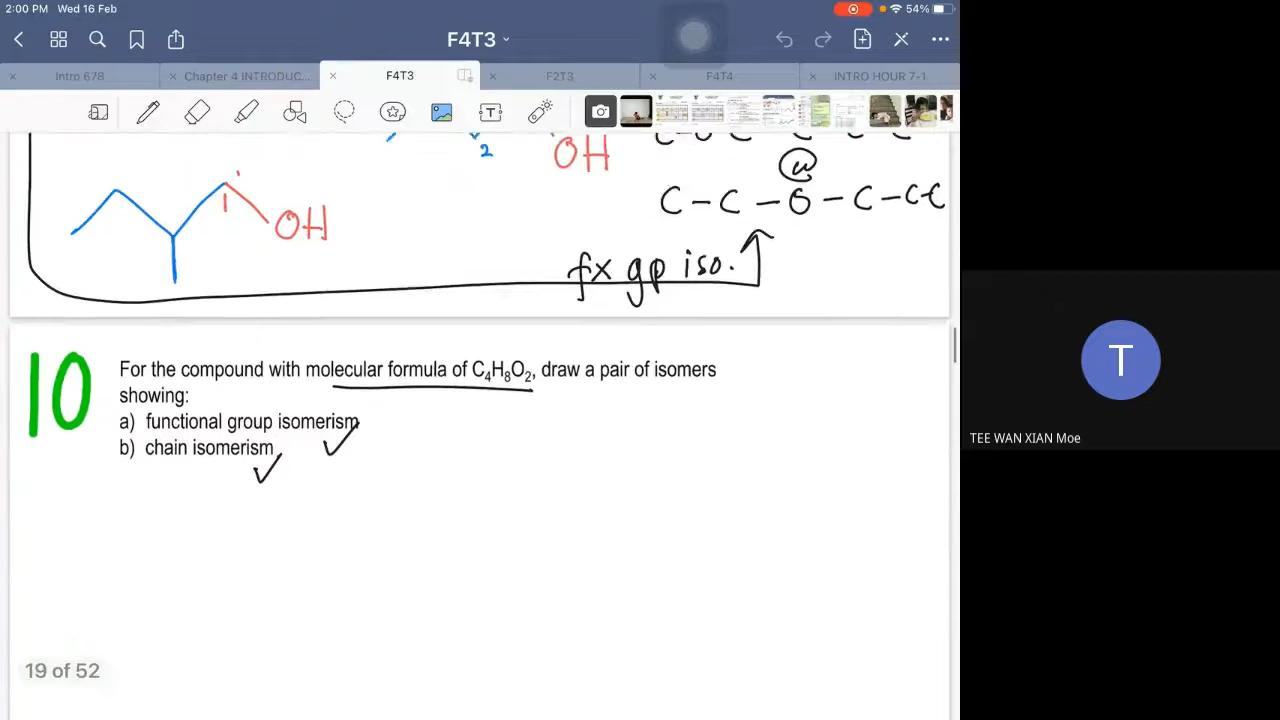 2:00 PM Wed 16 Feb
54%
F4T3
Intro 678
Chapter 4 INTRODUC...
F4T3
F2T3
F4T4
INTRO HOUR 7-1
2
OH
OH
C - C - O - C - C-C
fx gp iso.
10
For the compound with molecular formula of C₄H₈O₂, draw a pair of isomers
showing:
a) functional group isomerism
b) chain isomerism
19 of 52
T
TEE WAN XIAN Moe